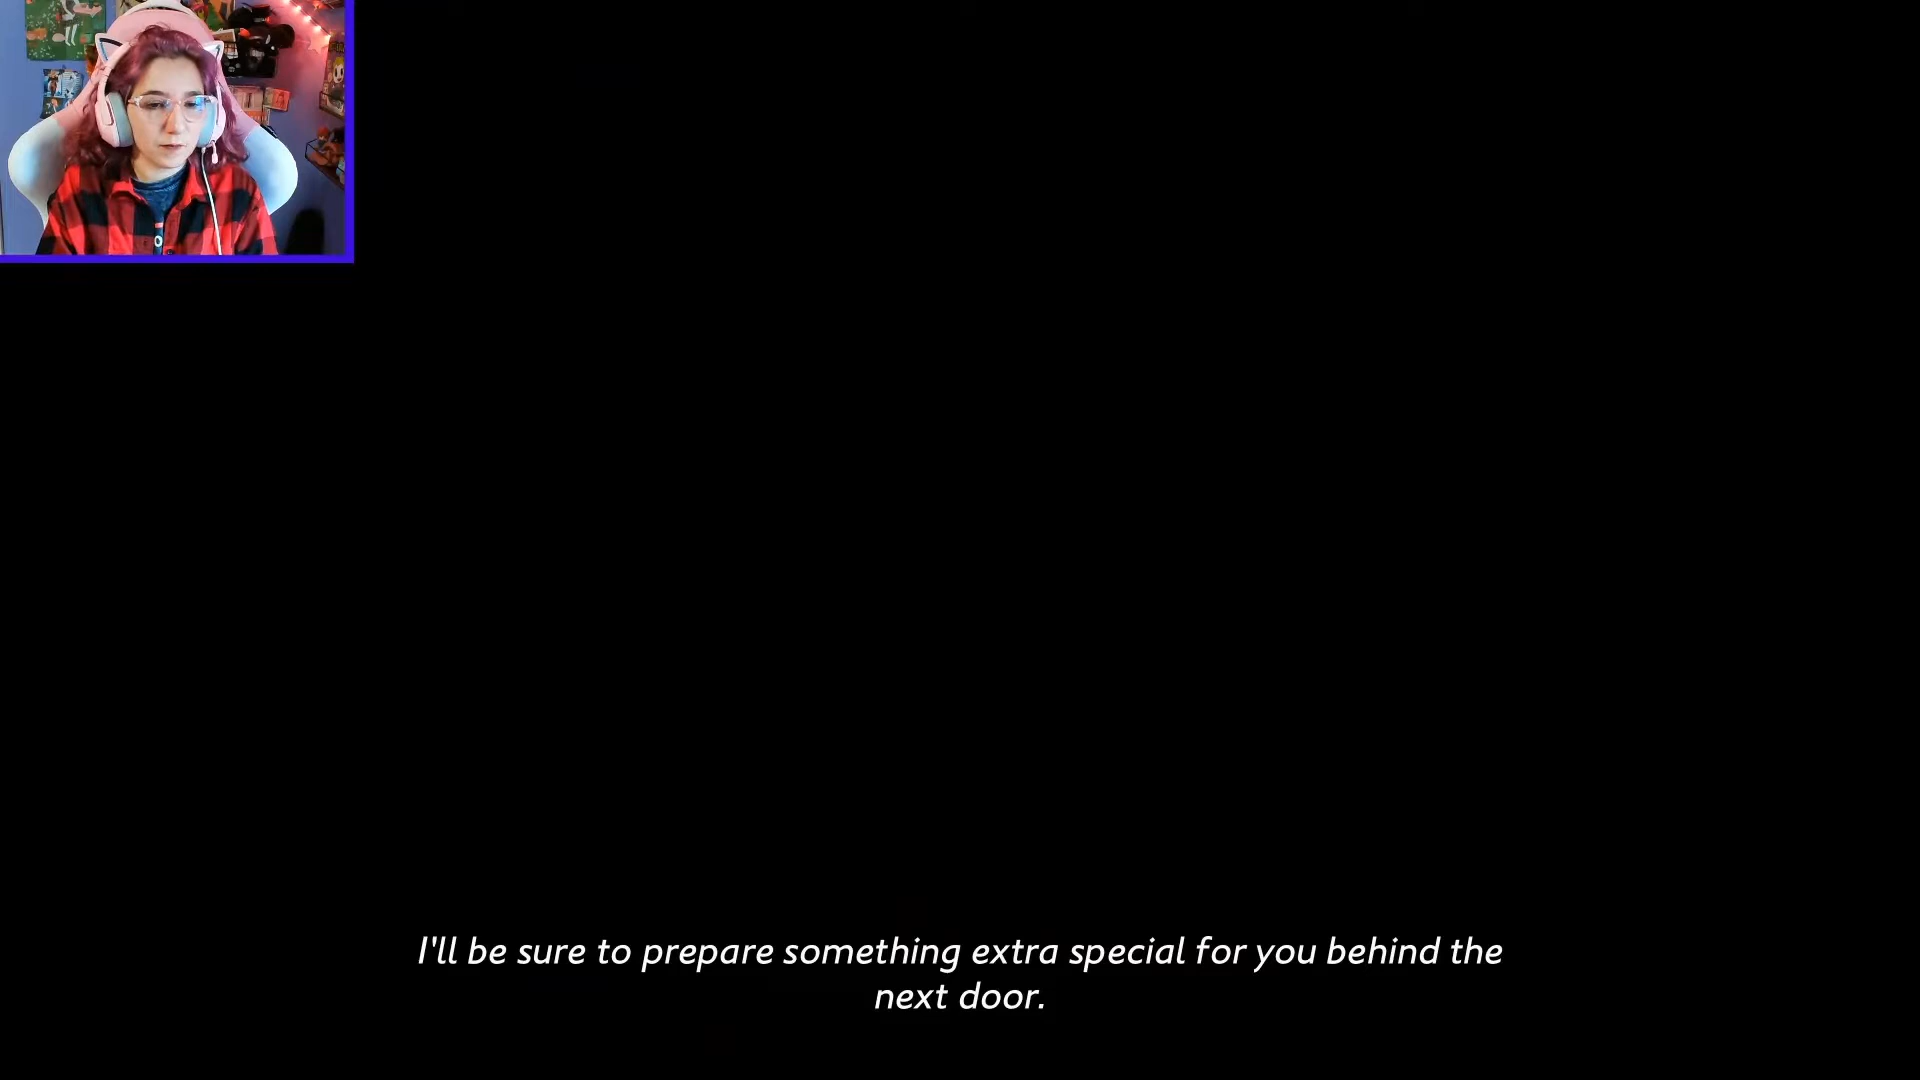 I'll be sure to prepare something extra special for you behind the
next door.